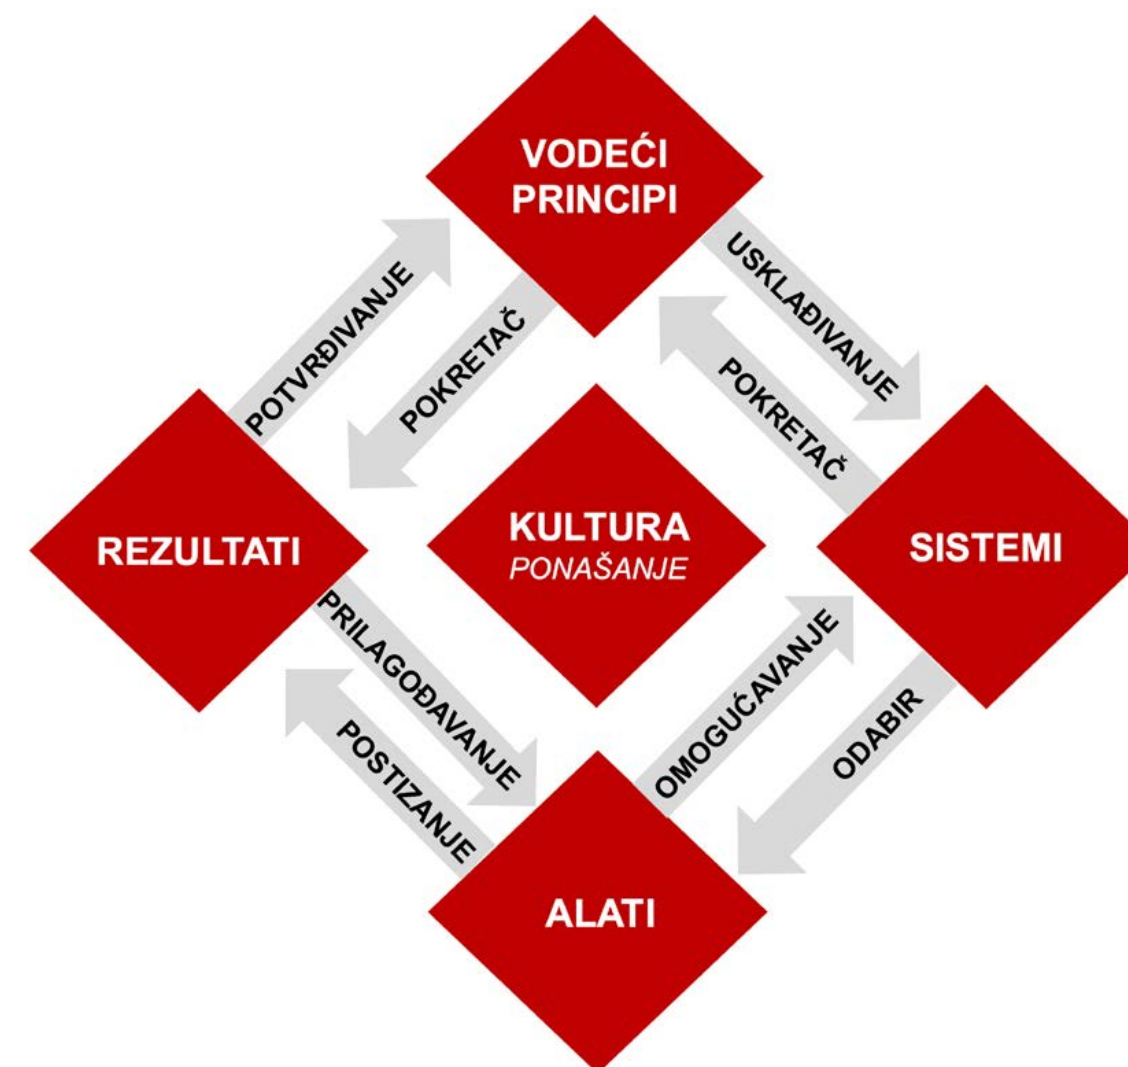 VODEĆI
PRINCIPI
POTVRĐIVANJE
POKRETAČ
USKLAĐIVANJE
POKRETAČ
REZULTATI
KULTURA
PONAŠANJE
SISTEMI
PRILAGOĐAVANJE
POSTIZANJE
OMOGUĆAVANJE
ODABIR
ALATI